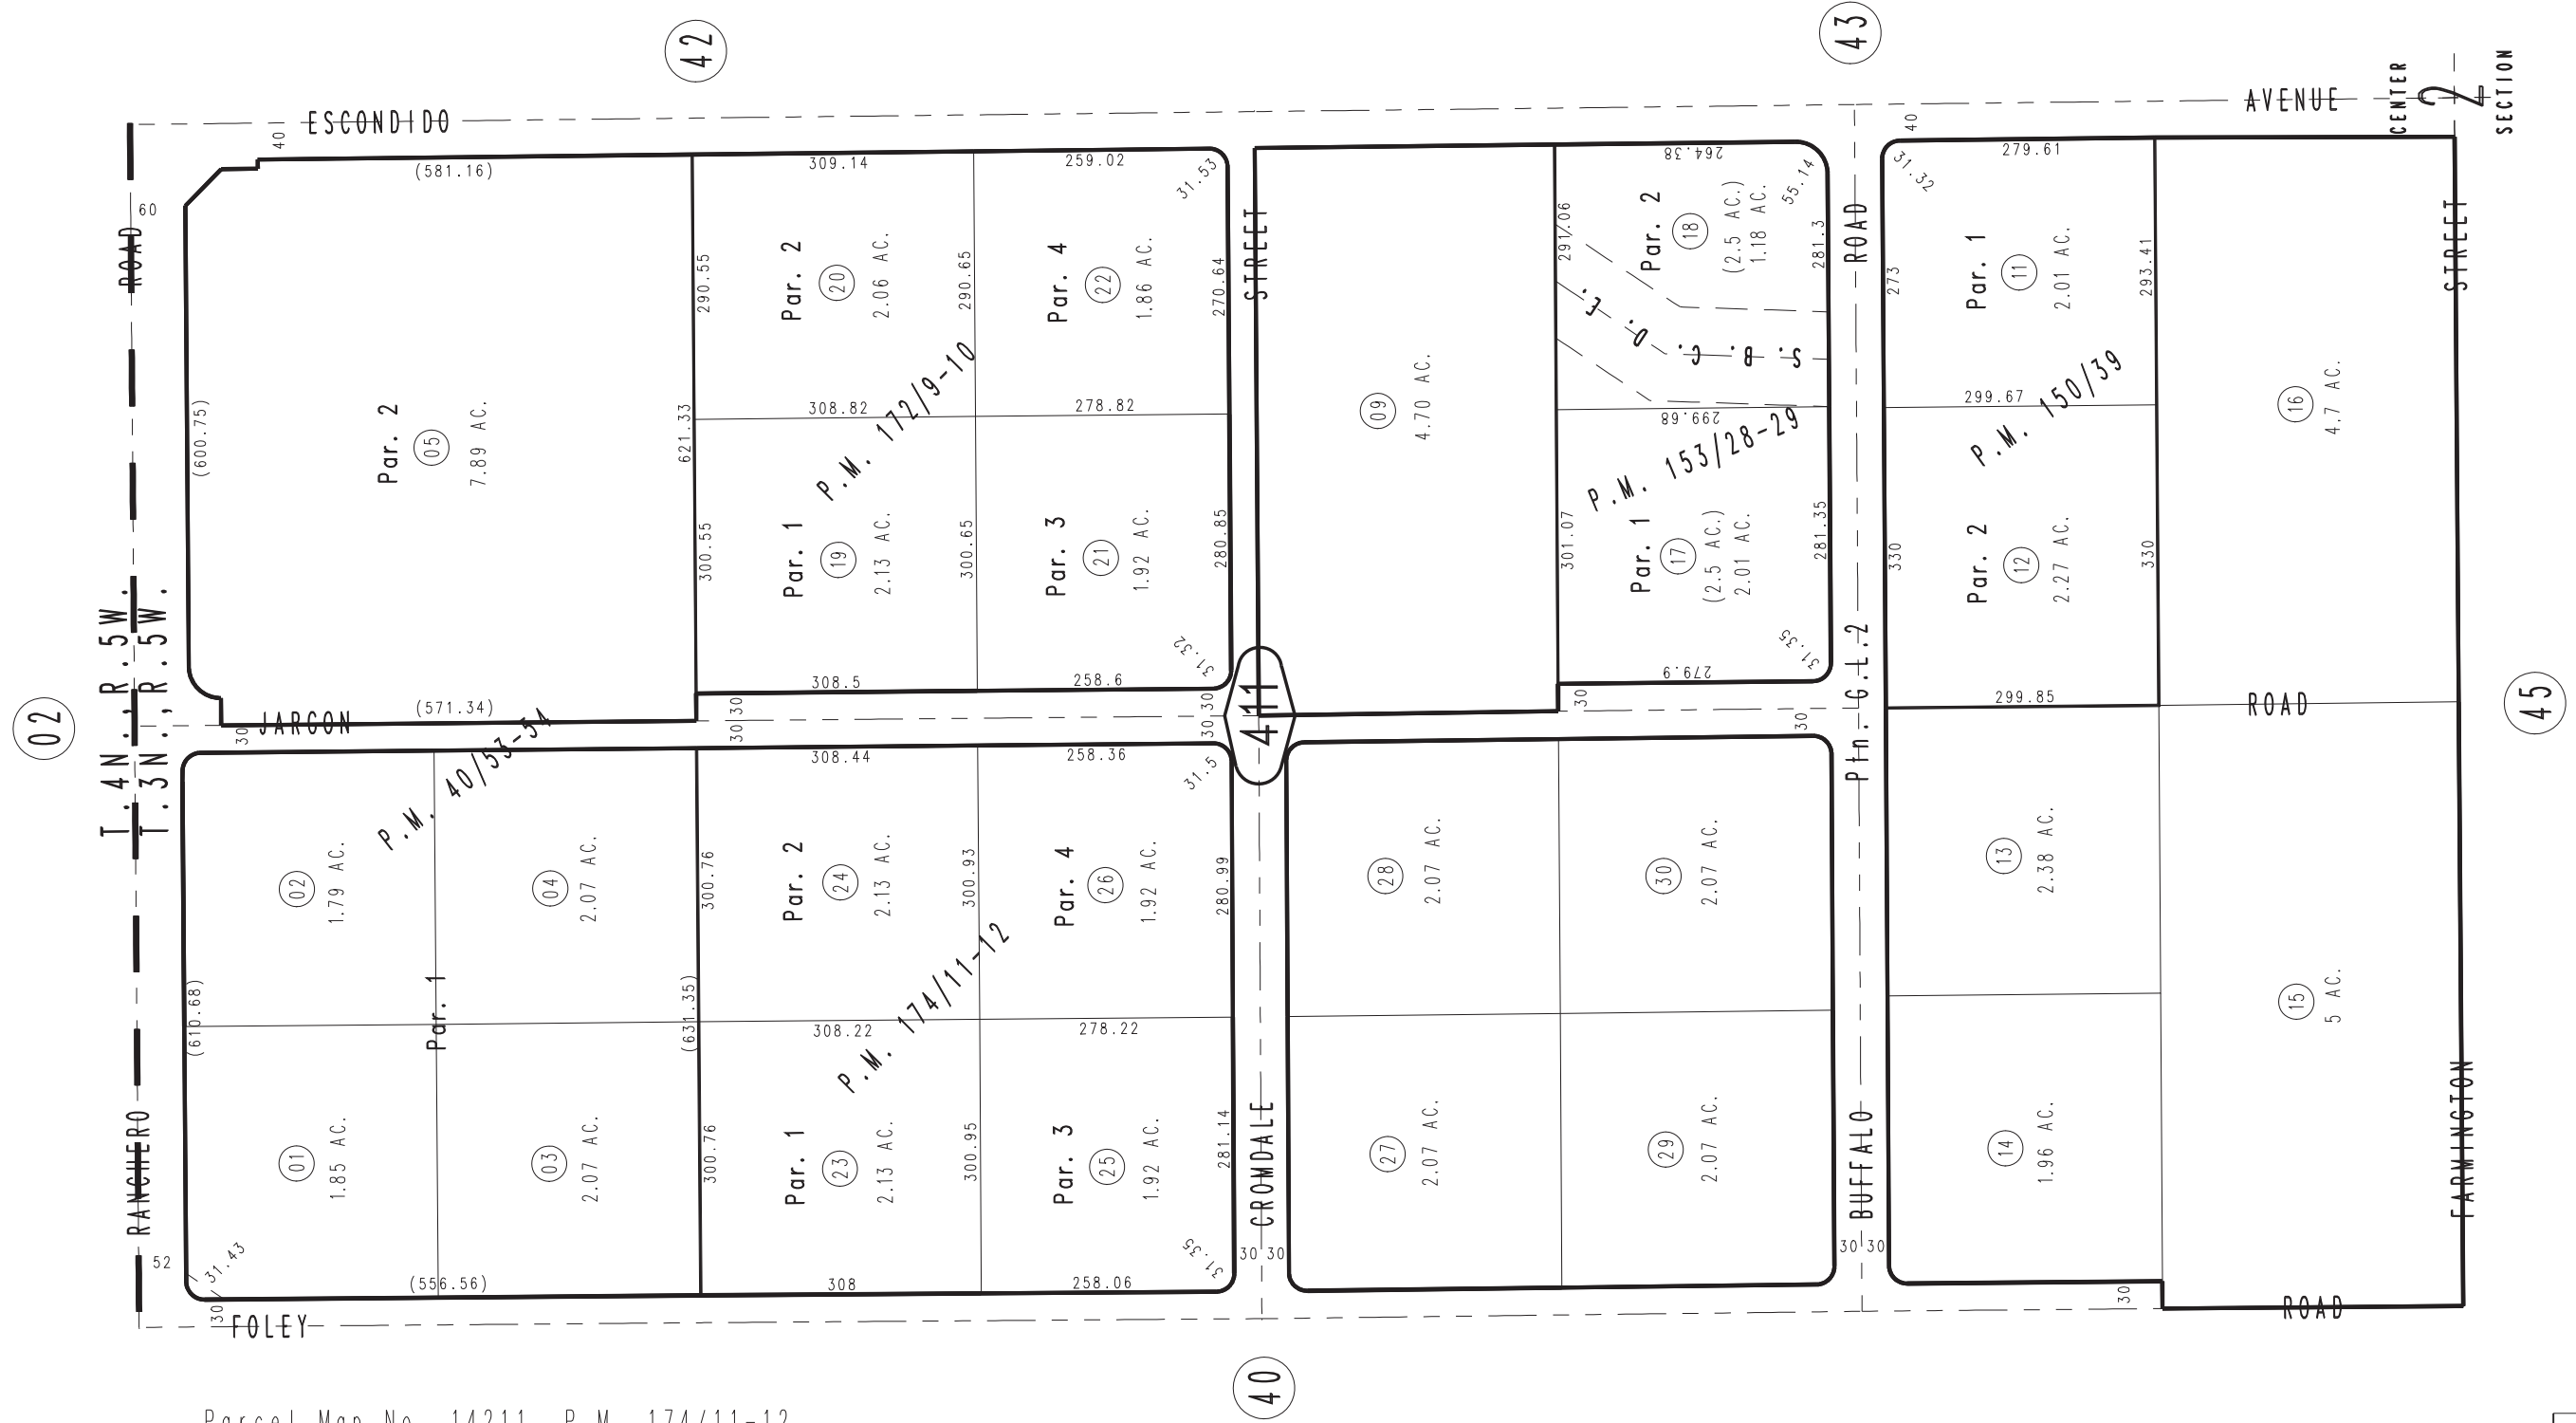 42
43
ESCONDIDO
AVENUE
CENTER
2
SECTION
40
40
(581.16)
309.14
259.02
31.53
264.38
55.14
31.32
279.61
60
ROAD
STREET
ROAD
STREET
290.55
Par. 2
20
2.06 AC.
290.65
Par. 4
22
1.86 AC.
270.64
291.06
Par. 2
18
(2.5 AC.)
1.18 AC.
281.3
273
Par. 1
11
2.01 AC.
293.41
S. B. C. D. E.
(600.75)
Par. 2
05
7.89 AC.
621.33
308.82
278.82
P.M. 172/9-10
09
4.70 AC.
299.68
P.M. 153/28-29
299.67
P.M. 150/39
16
4.7 AC.
300.55
Par. 1
19
2.13 AC.
300.65
Par. 3
21
1.92 AC.
280.85
301.07
Par. 1
17
(2.5 AC.)
2.01 AC.
281.35
330
Par. 2
12
2.27 AC.
330
T.4N., R.5W.
T.3N., R.5W.
31.32
31.35
308.5
258.6
279.9
Ptn. G.L.2
299.85
02
(571.34)
30
JARGON
30 30
30 30
411
30
30
ROAD
45
P.M. 40/53-54
308.44
258.36
31.5
02
1.79 AC.
04
2.07 AC.
300.76
Par. 2
24
2.13 AC.
300.93
Par. 4
26
1.92 AC.
280.99
28
2.07 AC.
30
2.07 AC.
13
2.38 AC.
(610.68)
Par. 1
(631.35)
308.22
278.22
P.M. 174/11-12
15
5 AC.
RANCHERO
01
1.85 AC.
03
2.07 AC.
300.76
Par. 1
23
2.13 AC.
300.95
Par. 3
25
1.92 AC.
281.14
CROMDALE
27
2.07 AC.
29
2.07 AC.
BUFFALO
14
1.96 AC.
FARMINGTON
52
31.43
31.35
30 30
30 30
(556.56)
308
258.06
30
30
FOLEY
ROAD
40
Parcel Map No. 14211, P.M. 174/11-12